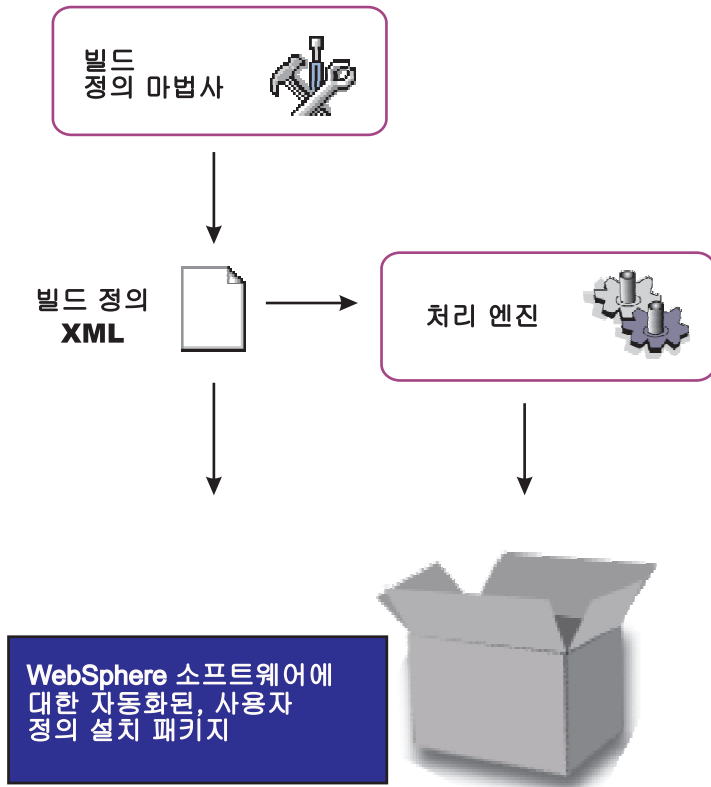 빌드
정의 마법사
빌드 정의
XML
처리 엔진
WebSphere 소프트웨어에
대한 자동화된, 사용자
정의 설치 패키지